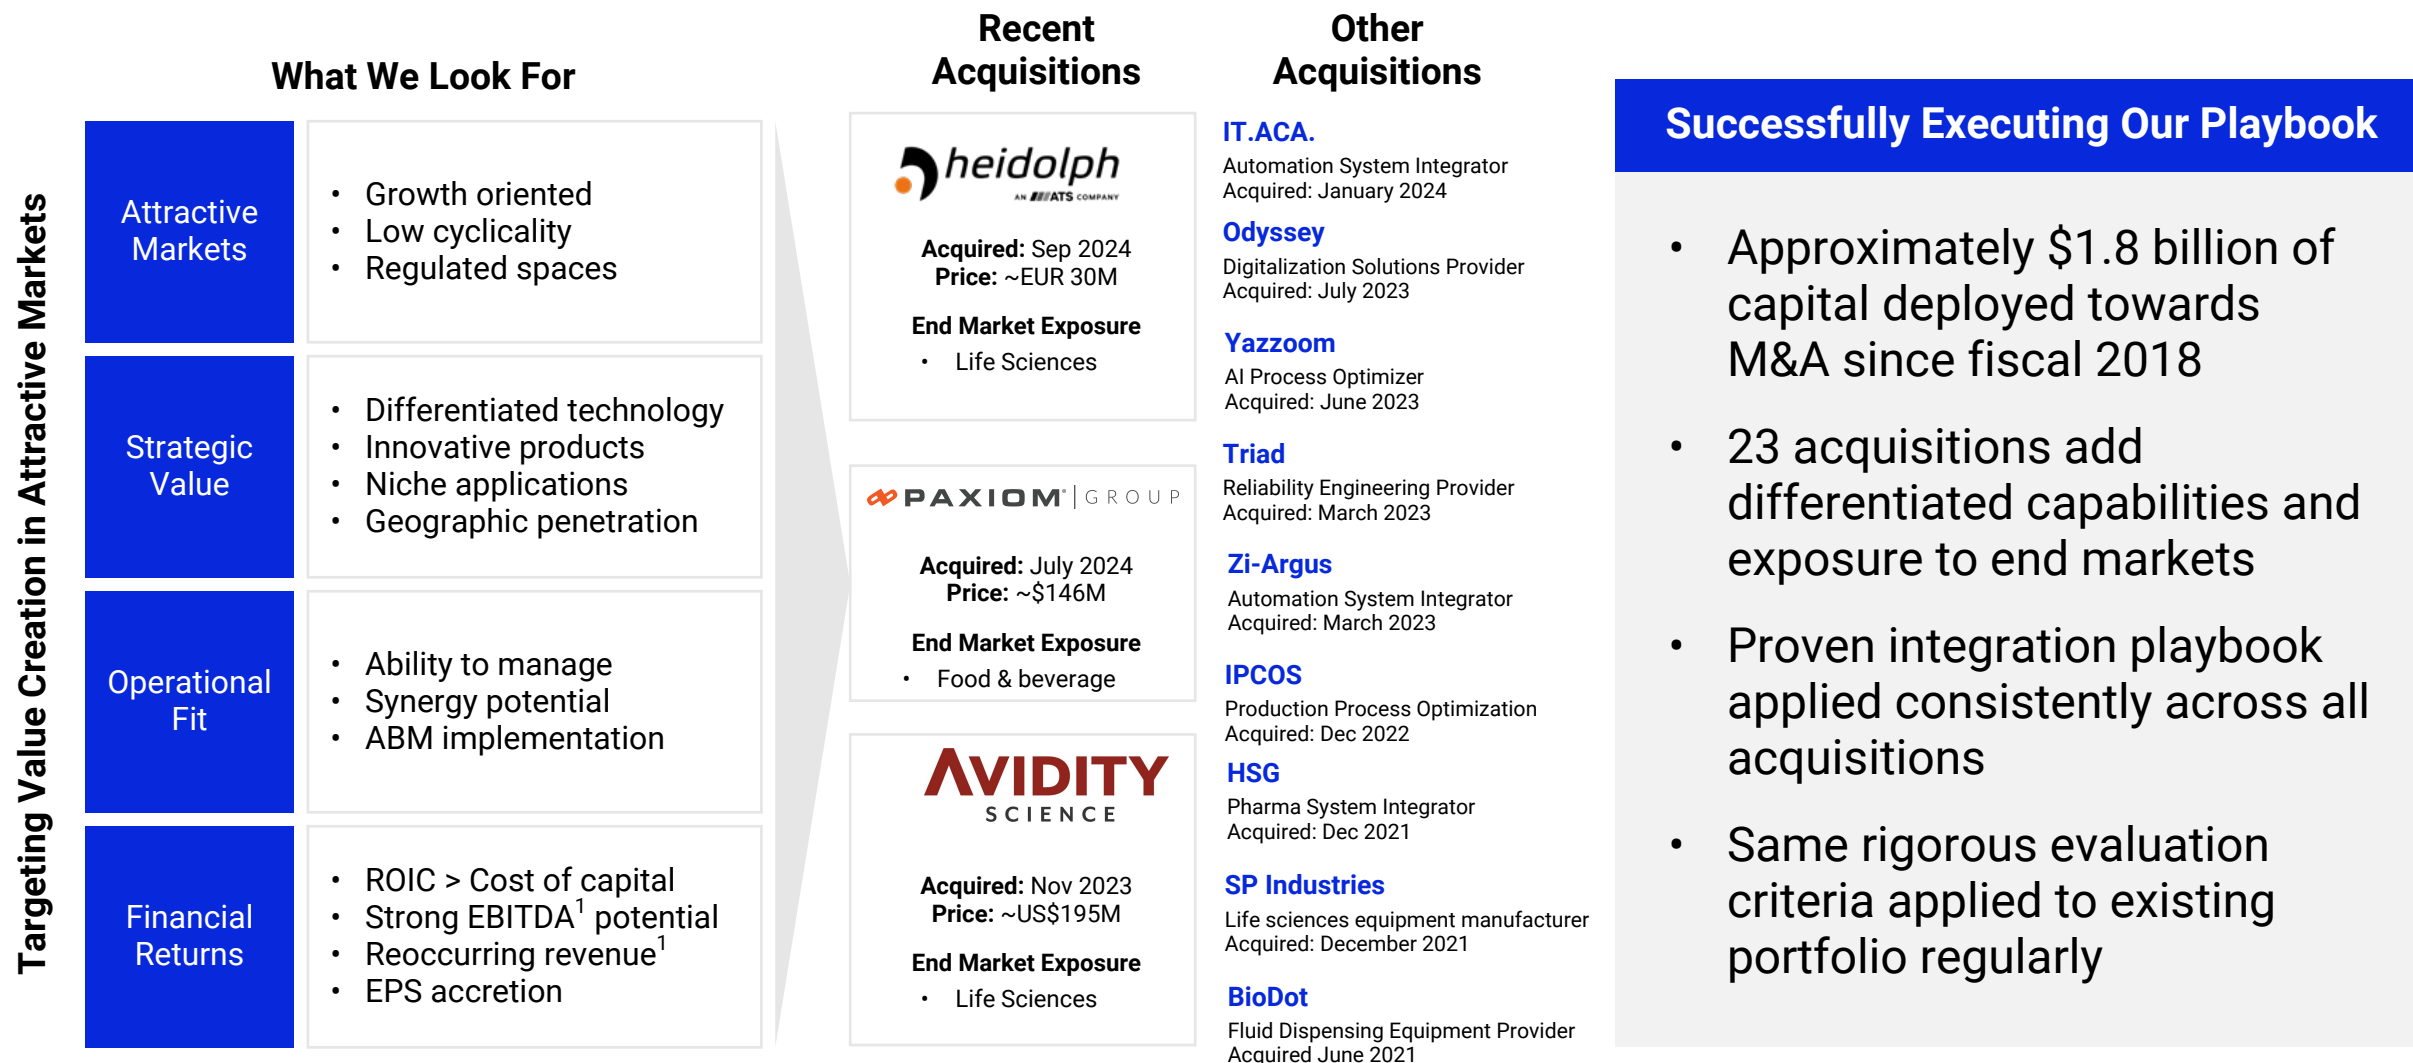 Targeting Value Creation in Attractive Markets
What We Look For
Attractive
Markets
• Growth oriented
• Low cyclicality
• Regulated spaces
Strategic
Value
• Differentiated technology
• Innovative products
• Niche applications
• Geographic penetration
Operational
Fit
• Ability to manage
• Synergy potential
• ABM implementation
Financial
Returns
• ROIC > Cost of capital
• Strong EBITDA¹ potential
• Reoccurring revenue¹
• EPS accretion
Recent
Acquisitions
heidolph
AN ATS COMPANY
Acquired: Sep 2024
Price: ~EUR 30M
End Market Exposure
• Life Sciences
PAXIOM | GROUP
Acquired: July 2024
Price: ~$146M
End Market Exposure
• Food & beverage
AVIDITY
SCIENCE
Acquired: Nov 2023
Price: ~US$195M
End Market Exposure
• Life Sciences
Other
Acquisitions
IT.ACA.
Automation System Integrator
Acquired: January 2024
Odyssey
Digitalization Solutions Provider
Acquired: July 2023
Yazzoom
AI Process Optimizer
Acquired: June 2023
Triad
Reliability Engineering Provider
Acquired: March 2023
Zi-Argus
Automation System Integrator
Acquired: March 2023
IPCOS
Production Process Optimization
Acquired: Dec 2022
HSG
Pharma System Integrator
Acquired: Dec 2021
SP Industries
Life sciences equipment manufacturer
Acquired: December 2021
BioDot
Fluid Dispensing Equipment Provider
Acquired June 2021
Successfully Executing Our Playbook
• Approximately $1.8 billion of
capital deployed towards
M&A since fiscal 2018
• 23 acquisitions add
differentiated capabilities and
exposure to end markets
• Proven integration playbook
applied consistently across all
acquisitions
• Same rigorous evaluation
criteria applied to existing
portfolio regularly